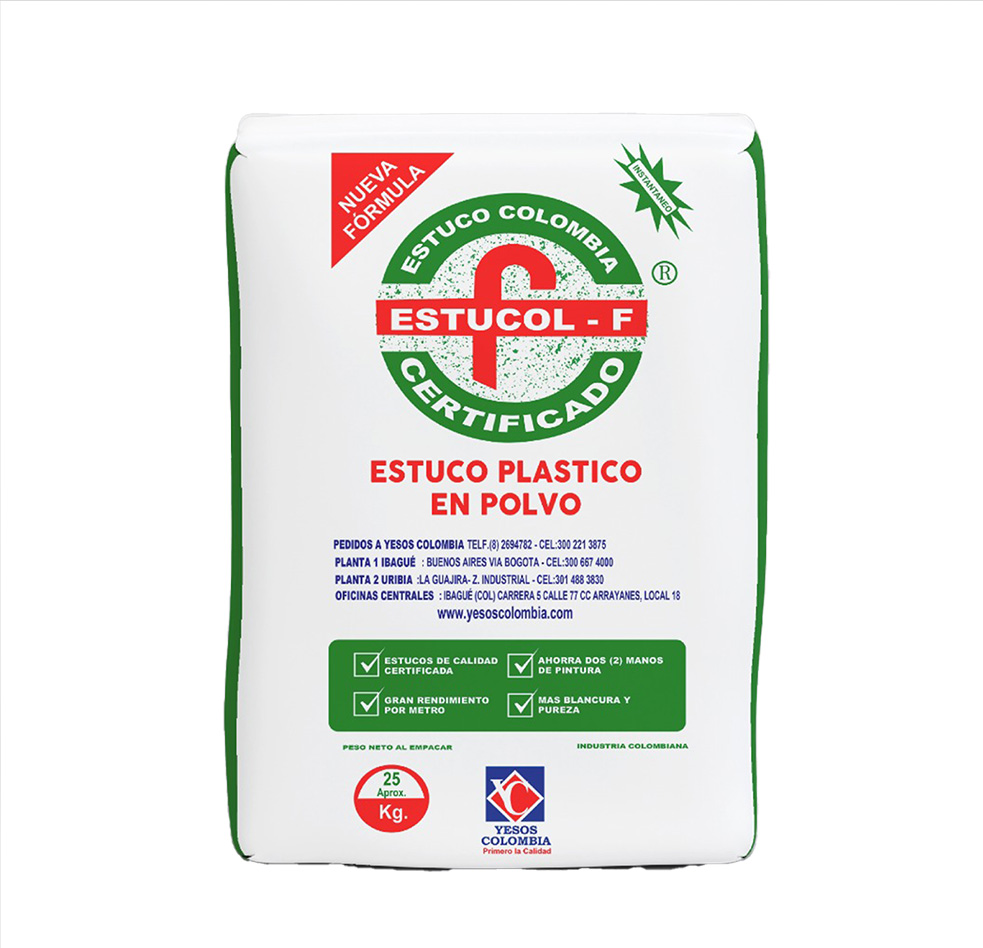 NUEVA
FÓRMULA
INSTANTANEO
ESTUCO COLOMBIA
®
ESTUCOL - F
CERTIFICADO
ESTUCO PLASTICO
EN POLVO
PEDIDOS A YESOS COLOMBIA TELF.(8) 2694782 - CEL:300 221 3875
PLANTA 1 IBAGUÉ : BUENOS AIRES VIA BOGOTA - CEL:300 667 4000
PLANTA 2 URIBIA :LA GUAJIRA- Z. INDUSTRIAL - CEL:301 488 3830
OFICINAS CENTRALES : IBAGUÉ (COL) CARRERA 5 CALLE 77 CC ARRAYANES, LOCAL 18
www.yesoscolombia.com
ESTUCOS DE CALIDAD
CERTIFICADA
AHORRA DOS (2) MANOS
DE PINTURA
GRAN RENDIMIENTO
POR METRO
MAS BLANCURA Y
PUREZA
PESO NETO AL EMPACAR
INDUSTRIA COLOMBIANA
25
Aprox.
Kg.
YC
YESOS
COLOMBIA
Primero la Calidad